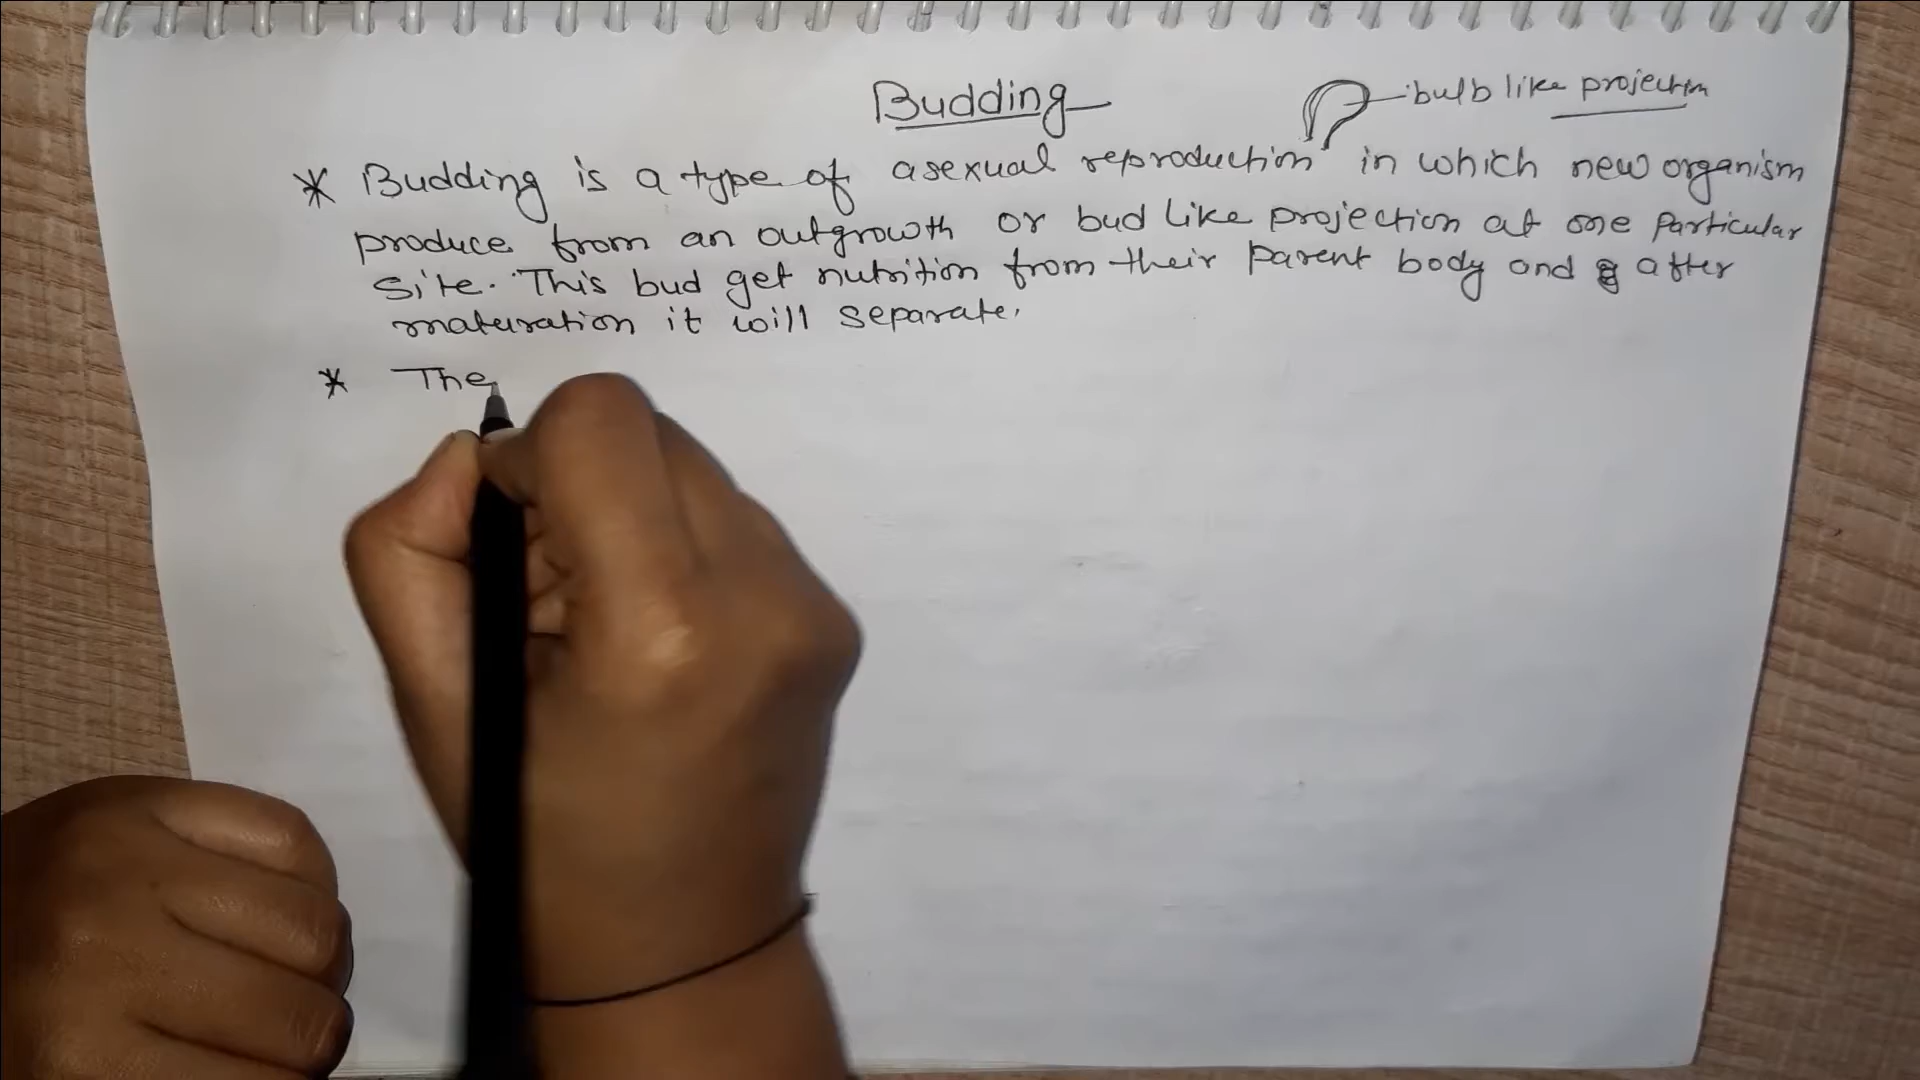 Budding
bulb like projection
* Budding is a type of asexual reproduction in which new organism
produce from an outgrowth or bud like projection at one particular
site. This bud get nutrition from their parent body and after
maturation it will separate.
* The